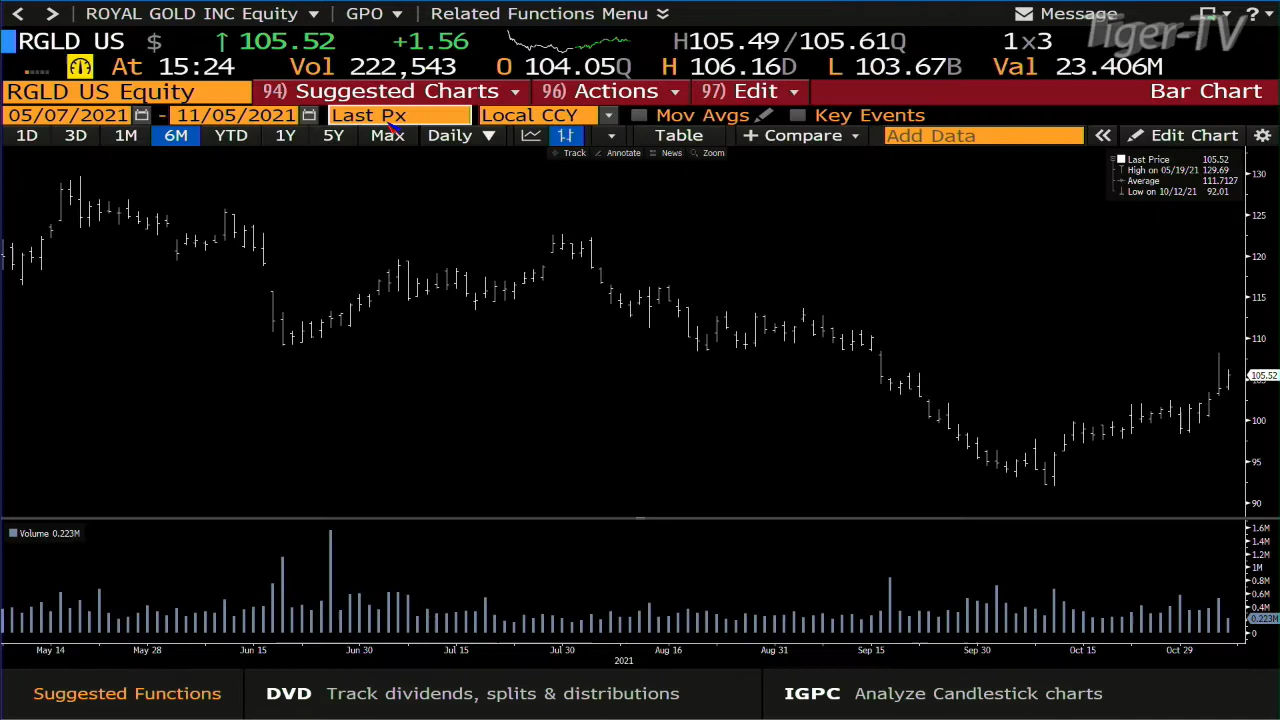 < > ROYAL GOLD INC Equity GPO Related Functions Menu Message ?
Tiger-TV
RGLD US $ ↑ 105.52 +1.56 H105.49 / 105.61Q 1x3
At 15:24 Vol 222,543 O 104.05Q H 106.16D L 103.67B Val 23.406M
RGLD US Equity 94) Suggested Charts 96) Actions 97) Edit Bar Chart
05/07/2021 - 11/05/2021 Last Px Local CCY Mov Avgs Key Events
1D 3D 1M 6M YTD 1Y 5Y Max Daily ▼ Table + Compare Add Data « Edit Chart
Track Annotate News Zoom
Last Price 105.52
High on 05/19/21 129.69
Average 111.7127
Low on 10/12/21 92.01
130
125
120
115
110
105.52
105
100
95
90
Volume 0.223M
1.6M
1.4M
1.2M
1M
0.8M
0.6M
0.4M
0.223M
0
May 14 May 28 Jun 15 Jun 30 Jul 15 Jul 30 Aug 16 Aug 31 Sep 15 Sep 30 Oct 15 Oct 29
2021
Suggested Functions DVD Track dividends, splits & distributions IGPC Analyze Candlestick charts